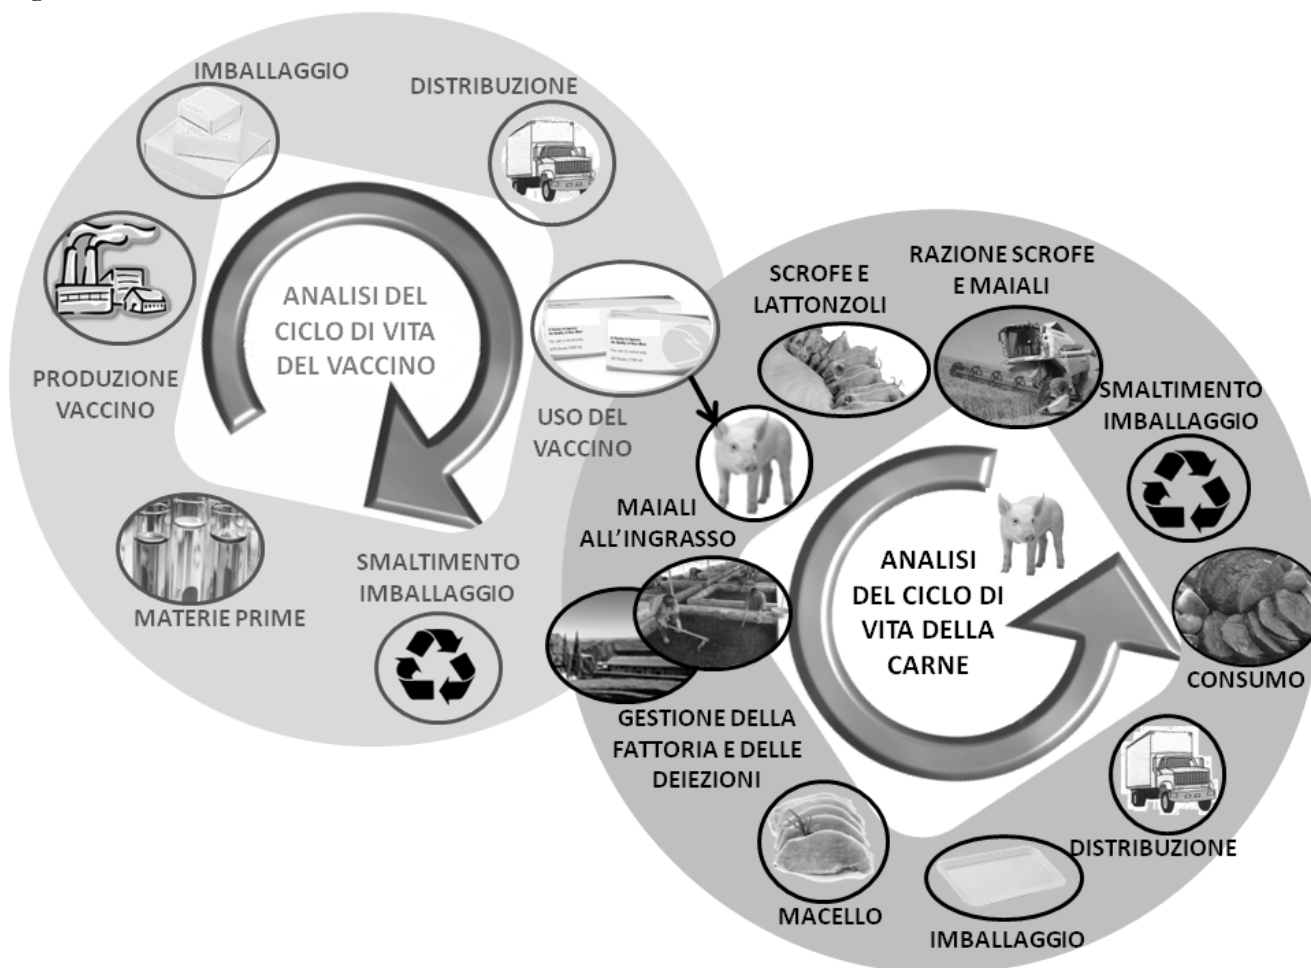 IMBALLAGGIO
DISTRIBUZIONE
ANALISI DEL
CICLO DI VITA
DEL VACCINO
PRODUZIONE
VACCINO
MATERIE PRIME
SMALTIMENTO
IMBALLAGGIO
USO DEL
VACCINO
SCROFE E
LATTONZOLI
RAZIONE SCROFE
E MAIALI
SMALTIMENTO
IMBALLAGGIO
MAIALI
ALL’INGRASSO
ANALISI
DEL CICLO DI
VITA DELLA
CARNE
CONSUMO
GESTIONE DELLA
FATTORIA E DELLE
DEIEZIONI
DISTRIBUZIONE
MACELLO
IMBALLAGGIO